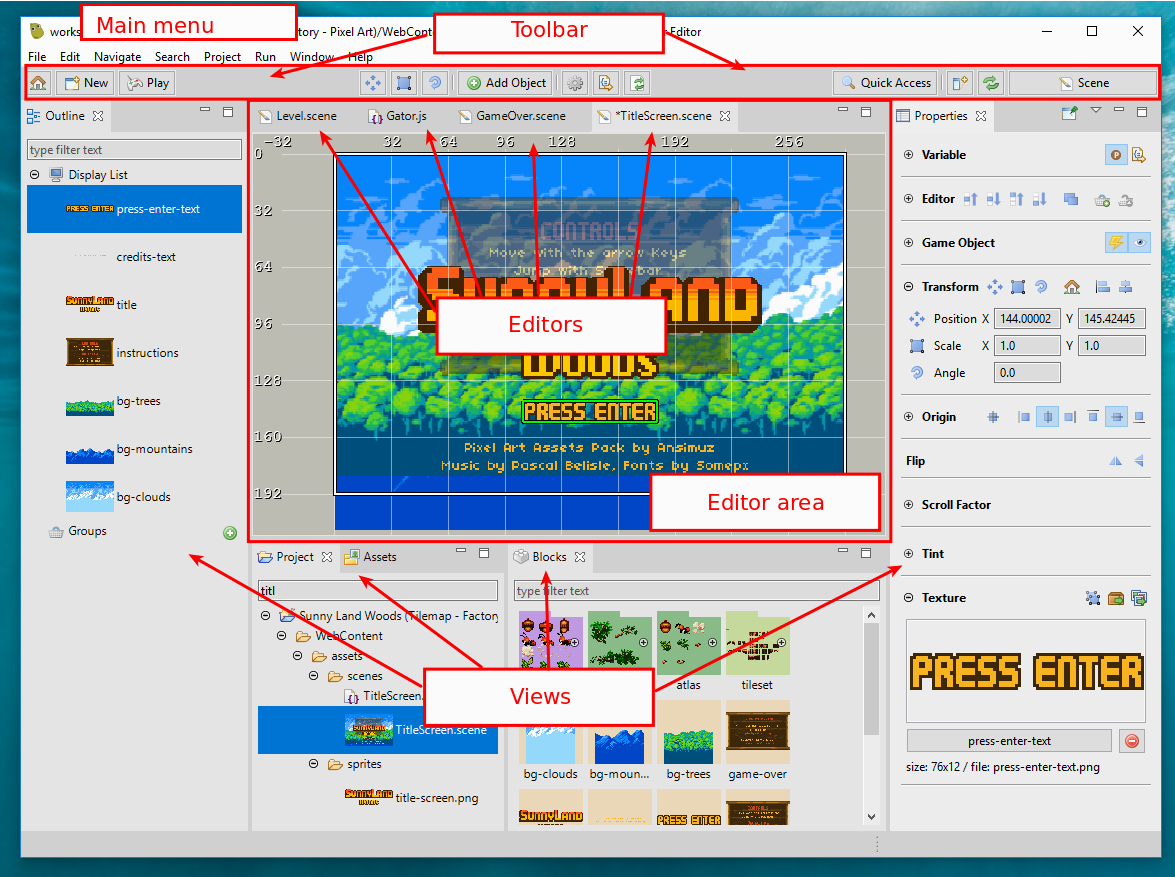 works
Main menu
tory - Pixel Art)/WebConte
Toolbar
Editor
File Edit Navigate Search Project Run Window Help
New Play Add Object Quick Access Scene
Outline
Level.scene Gator.js GameOver.scene *TitleScreen.scene
Properties
type filter text
Display List
press-enter-text
credits-text
title
instructions
bg-trees
bg-mountains
bg-clouds
Groups
-32 32 64 96 128 192 256
0
32
64
96
128
160
192
CONTROLS
Move with the arrow keys
Jump with
SUNNYLAND
Editors
WOODS
PRESS ENTER
Pixel Art Assets Pack by Ansimuz
Music by Pascal Belisle, Fonts by Somepx
Editor area
Variable
Editor
Game Object
Transform
Position X 144.00002 Y 145.42445
Scale X 1.0 Y 1.0
Angle 0.0
Origin
Flip
Scroll Factor
Tint
Texture
PRESS ENTER
press-enter-text
size: 76x12 / file: press-enter-text.png
Project Assets
titl
Sunny Land Woods (Tilemap - Factory
WebContent
assets
scenes
TitleScreen.
TitleScreen.scene
sprites
title-screen.png
Views
Blocks
type filter text
atlas tileset
bg-clouds bg-moun... bg-trees game-over
SUNNYLAND PRESS ENTER